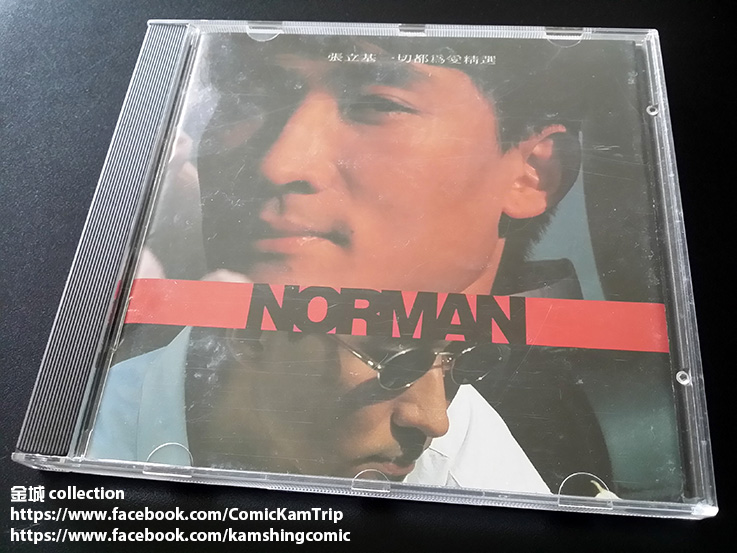 張立基 一切都為愛精選
NORMAN
金城 collection
https://www.facebook.com/ComicKamTrip
https://www.facebook.com/kamshingcomic